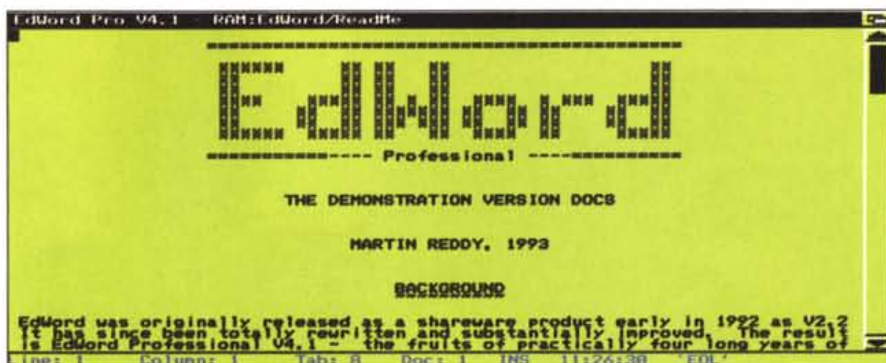 EdWord Pro V4.1 - RAM:EdWord/ReadMe
EdWord
Professional
THE DEMONSTRATION VERSION DOCS
MARTIN REDDY, 1993
BACKGROUND
EdWord was originally released as a shareware product early in 1992 as V2.2
It has since been totally rewritten and substantially improved. The result
is EdWord Professional V4.1 - the fruits of practically four long years of
Line: 1 Column: 1 Tab: 8 Doc: 1 INS 11:26:30 'EOL'